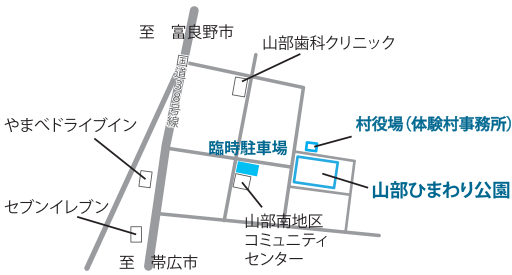 至 富良野市
山部歯科クリニック
国道38号線
やまべドライブイン
臨時駐車場
村役場（体験村事務所）
山部ひまわり公園
セブンイレブン
山部南地区
コミュニティ
センター
至 帯広市